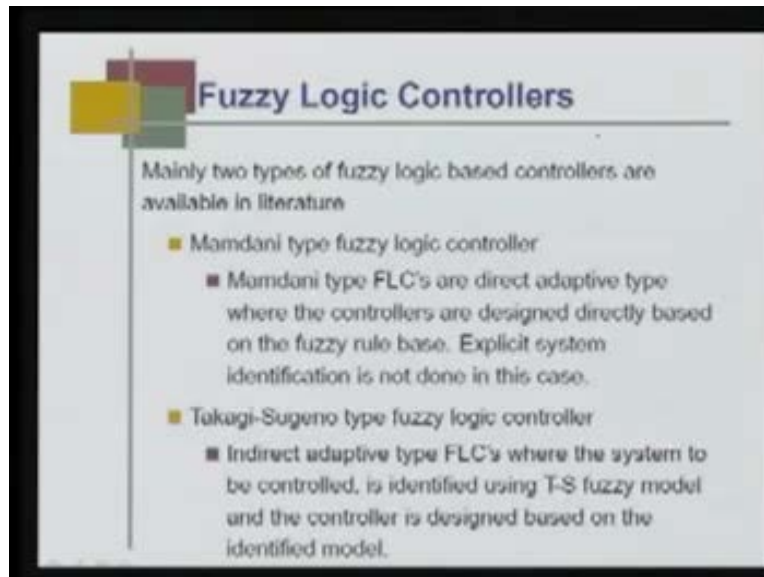 Fuzzy Logic Controllers
Mainly two types of fuzzy logic based controllers are
available in literature
Mamdani type fuzzy logic controller
Mamdani type FLC's are direct adaptive type
where the controllers are designed directly based
on the fuzzy rule base. Explicit system
identification is not done in this case.
Takagi-Sugeno type fuzzy logic controller
Indirect adaptive type FLC's where the system to
be controlled, is identified using T-S fuzzy model
and the controller is designed based on the
identified model.